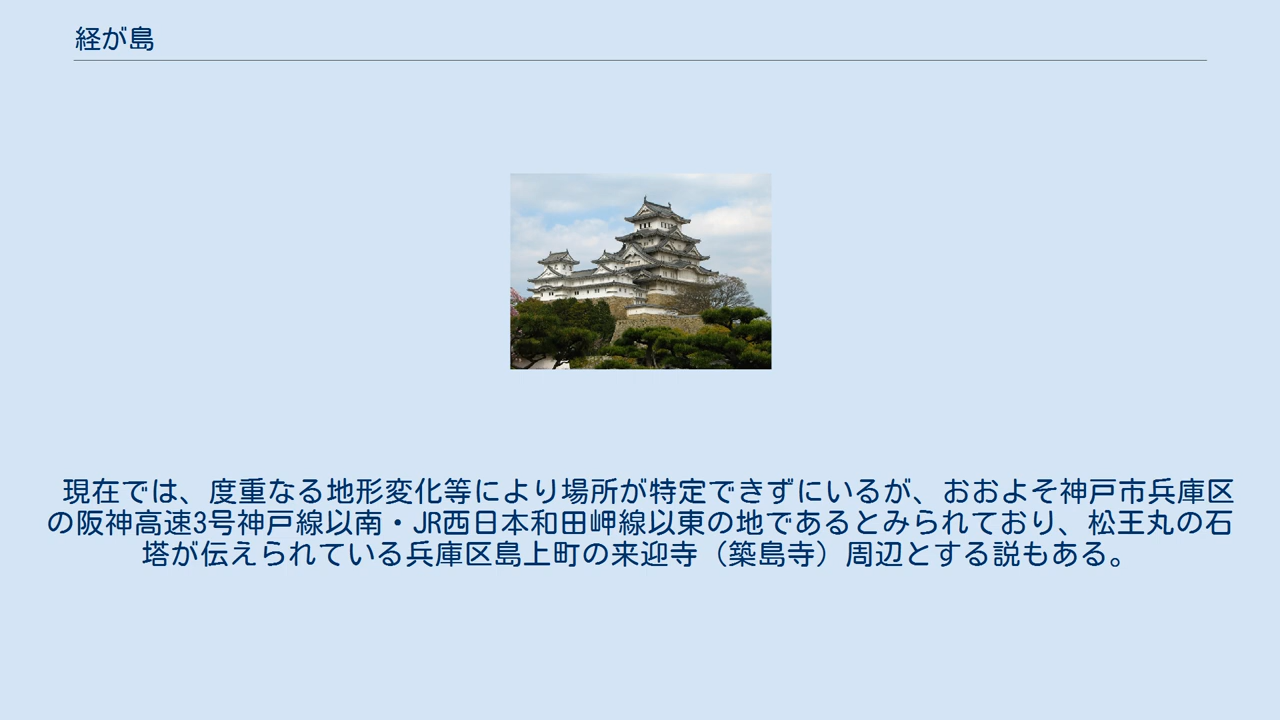 経が島
現在では、度重なる地形変化等により場所が特定できずにいるが、おおよそ神戸市兵庫区
の阪神高速3号神戸線以南・JR西日本和田岬線以東の地であるとみられており、松王丸の石
塔が伝えられている兵庫区島上町の来迎寺（築島寺）周辺とする説もある。